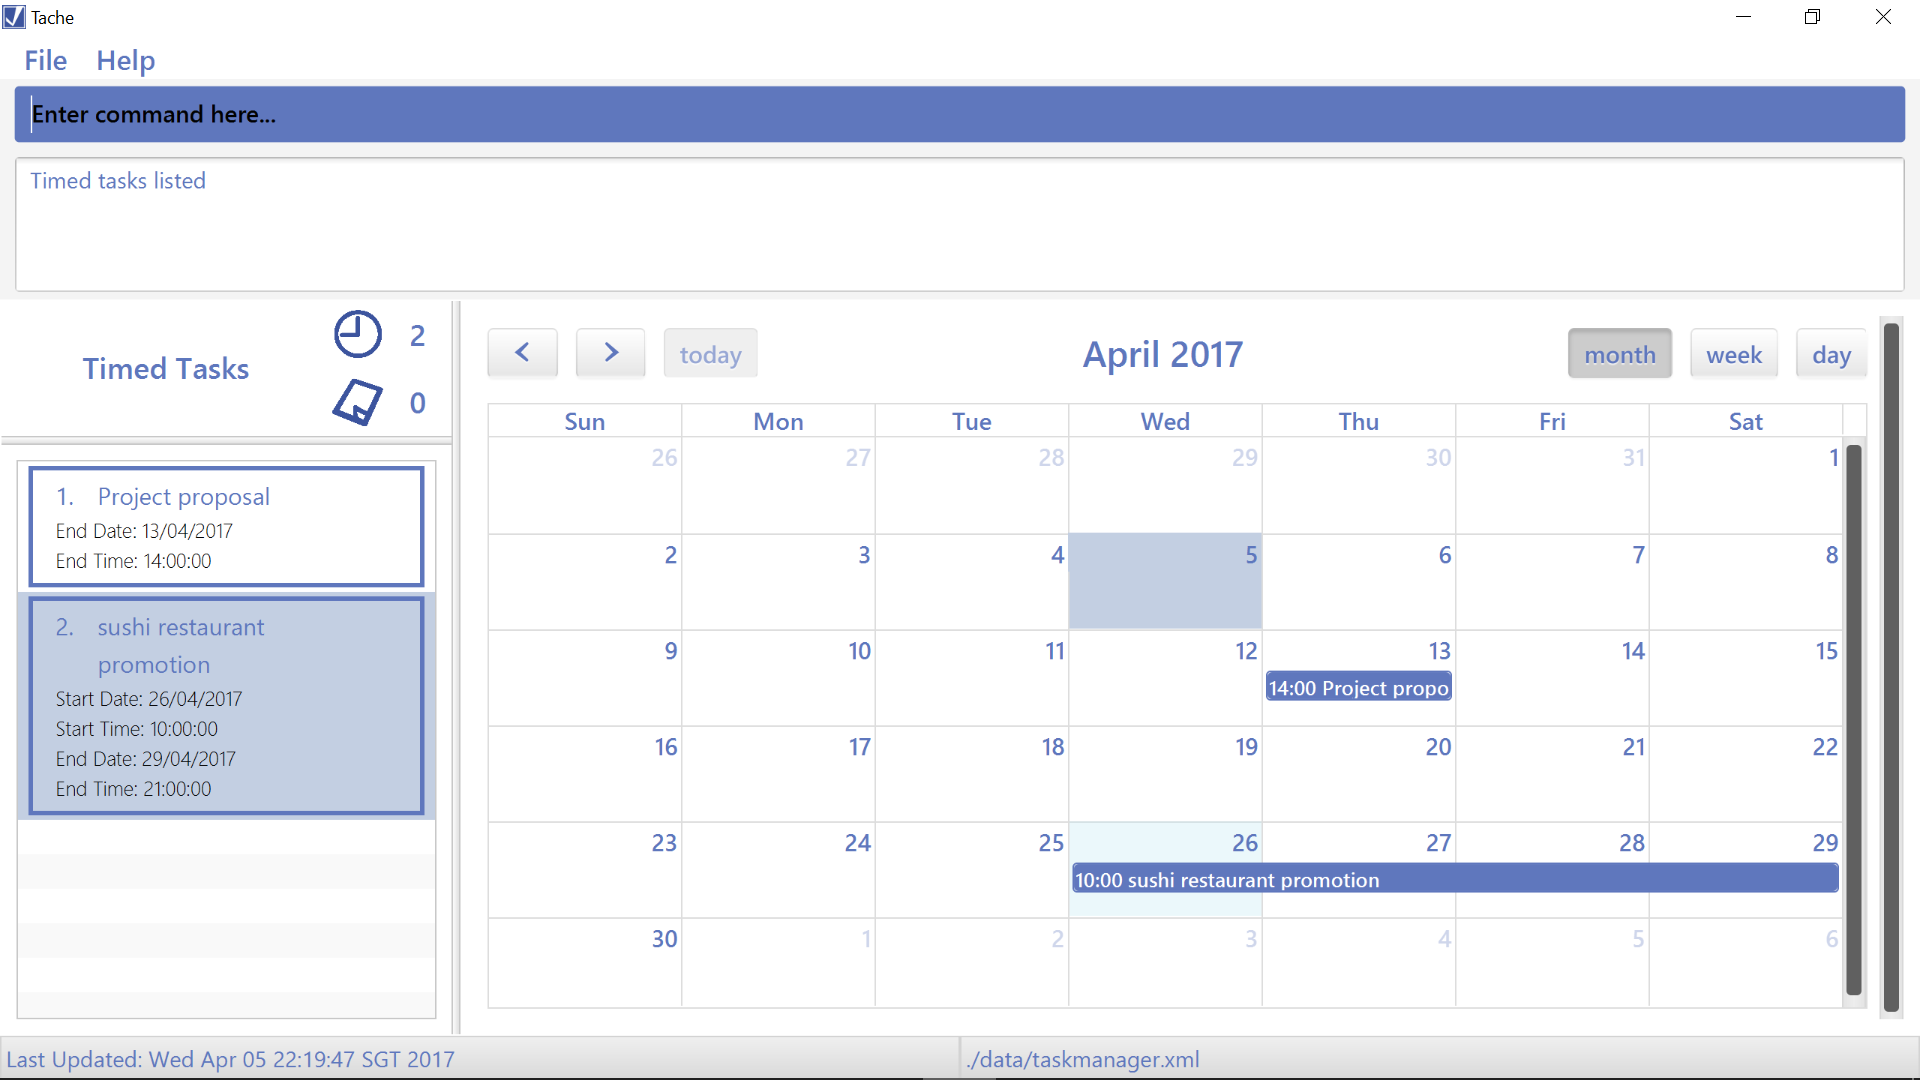 Tache
File Help
Enter command here...
Timed tasks listed
Timed Tasks
2
0
1. Project proposal
End Date: 13/04/2017
End Time: 14:00:00
2. sushi restaurant
promotion
Start Date: 26/04/2017
Start Time: 10:00:00
End Date: 29/04/2017
End Time: 21:00:00
< > today April 2017 month week day
Sun Mon Tue Wed Thu Fri Sat
26 27 28 29 30 31 1
2 3 4 5 6 7 8
9 10 11 12 13 14 15
14:00 Project propo
16 17 18 19 20 21 22
23 24 25 26 27 28 29
10:00 sushi restaurant promotion
30 1 2 3 4 5 6
Last Updated: Wed Apr 05 22:19:47 SGT 2017
./data/taskmanager.xml